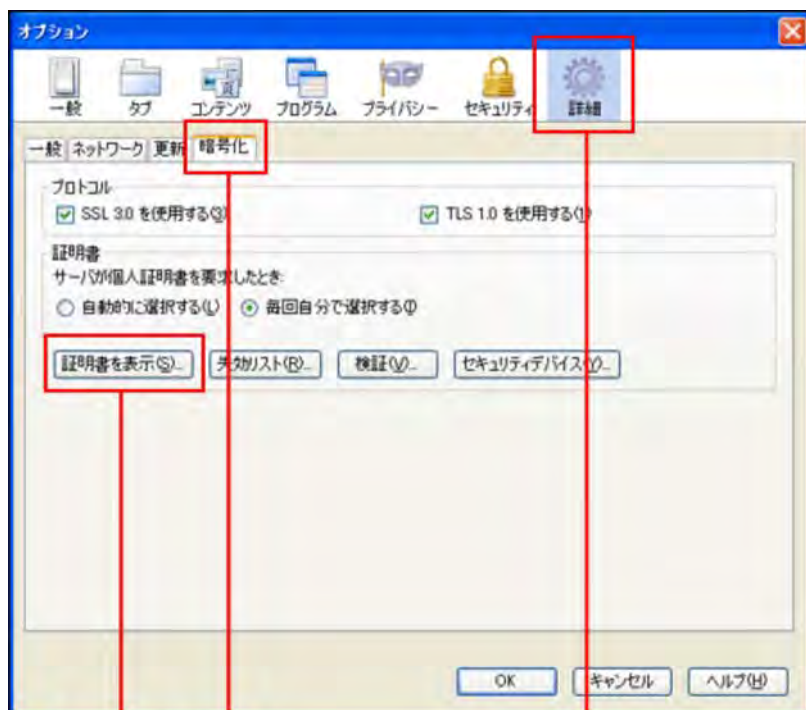 オプション
一般 タブ コンテンツ プログラム プライバシー セキュリティ 詳細
一般 ネットワーク 更新 暗号化
プロトコル
SSL 3.0 を使用する(3) TLS 1.0 を使用する(1)
証明書
サーバが個人証明書を要求したとき:
自動的に選択する(L) 毎回自分で選択する(I)
証明書を表示(S)... 失効リスト(R)... 検証(V)... セキュリティデバイス(Y)...
OK キャンセル ヘルプ(H)